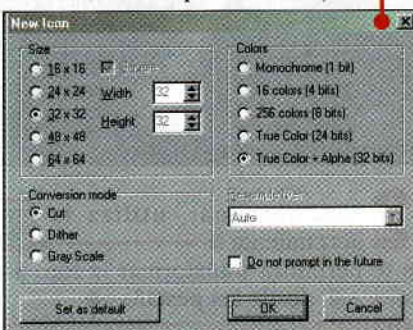 New Icon
Size
16 x 16
24 x 24
32 x 32
48 x 48
64 x 64
Width 32
Height 32
Colors
Monochrome (1 bit)
16 colors (4 bits)
256 colors (8 bits)
True Color (24 bits)
True Color + Alpha (32 bits)
Conversion mode
Cut
Dither
Gray Scale
Auto
Do not prompt in the future
Set as default
OK
Cancel